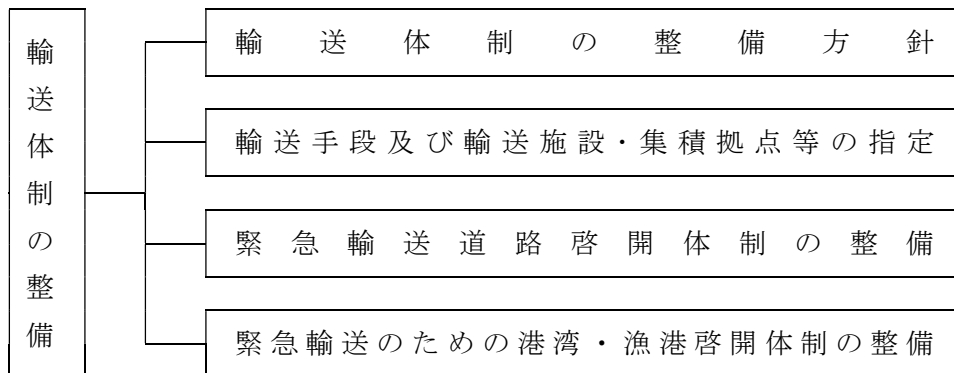 輸送体制の整備
輸送体制の整備方針
輸送手段及び輸送施設・集積拠点等の指定
緊急輸送道路啓開体制の整備
緊急輸送のための港湾・漁港啓開体制の整備